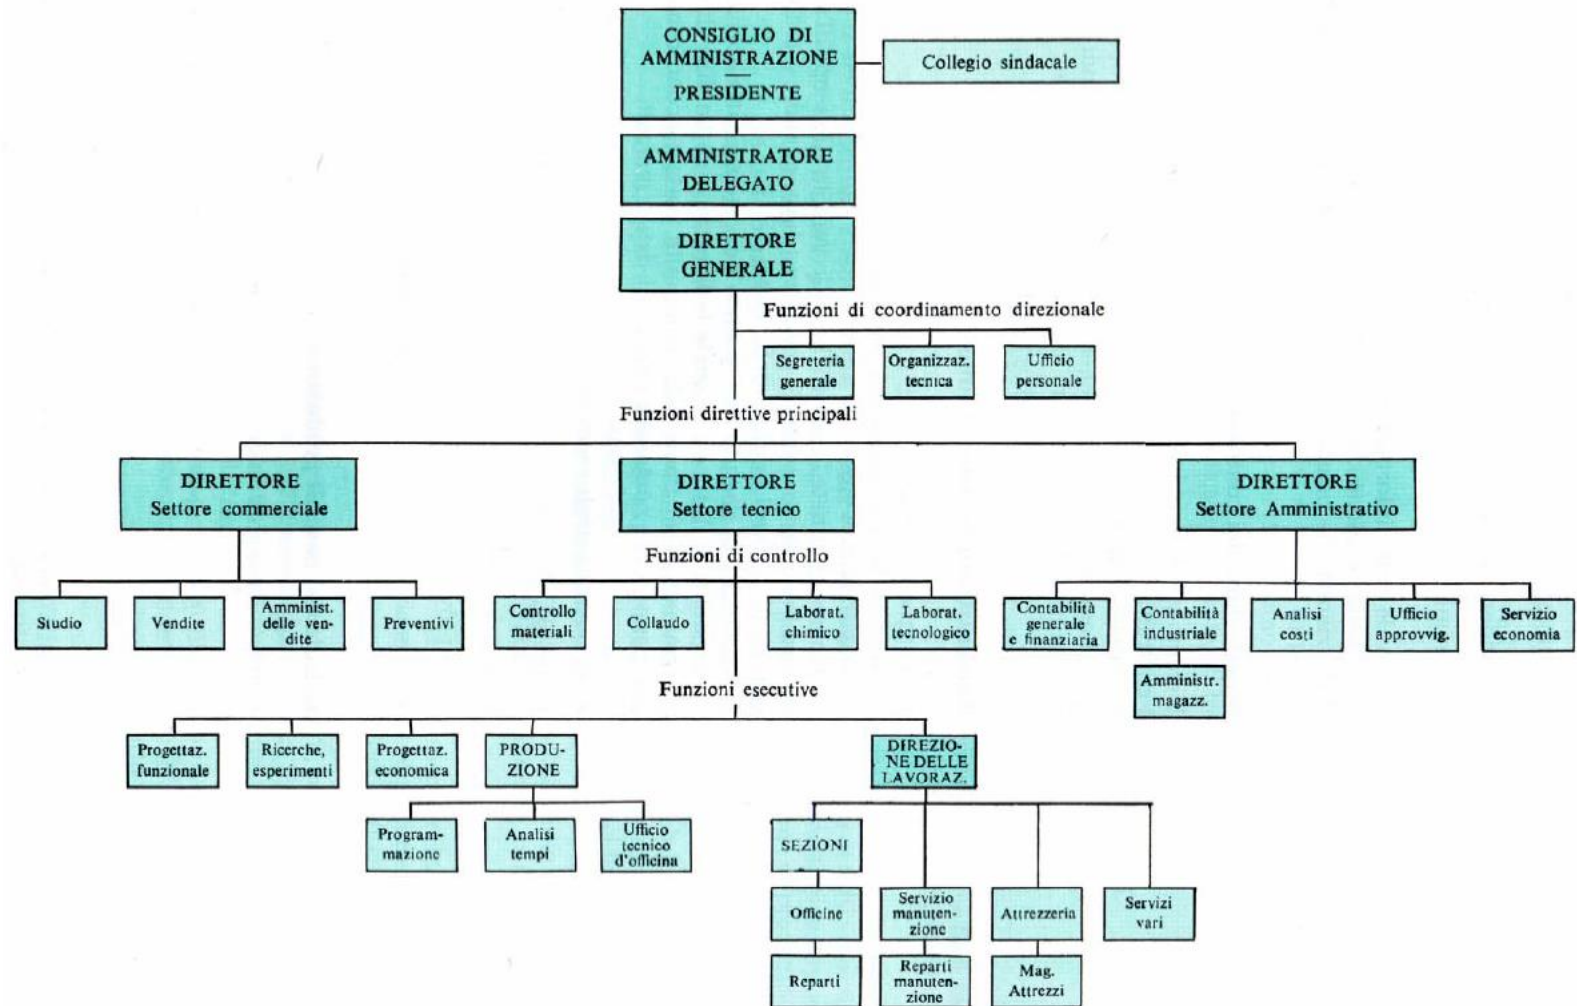 CONSIGLIO DI
AMMINISTRAZIONE
PRESIDENTE
Collegio sindacale
AMMINISTRATORE
DELEGATO
DIRETTORE
GENERALE
Funzioni di coordinamento direzionale
Segreteria
generale
Organizzaz.
tecnica
Ufficio
personale
Funzioni direttive principali
DIRETTORE
Settore commerciale
DIRETTORE
Settore tecnico
DIRETTORE
Settore Amministrativo
Funzioni di controllo
Studio
Vendite
Amminist.
delle ven-
dite
Preventivi
Controllo
materiali
Collaudo
Laborat.
chimico
Laborat.
tecnologico
Contabilità
generale
e finanziaria
Contabilità
industriale
Analisi
costi
Ufficio
approvvig.
Servizio
economia
Amministr.
magazz.
Funzioni esecutive
Progettaz.
funzionale
Ricerche,
esperimenti
Progettaz.
economica
PRODU-
ZIONE
DIREZIO-
NE DELLE
LAVORAZ.
Program-
mazione
Analisi
tempi
Ufficio
tecnico
d'officina
SEZIONI
Officine
Servizio
manuten-
zione
Attrezzeria
Servizi
vari
Reparti
Reparti
manuten-
zione
Mag.
Attrezzi